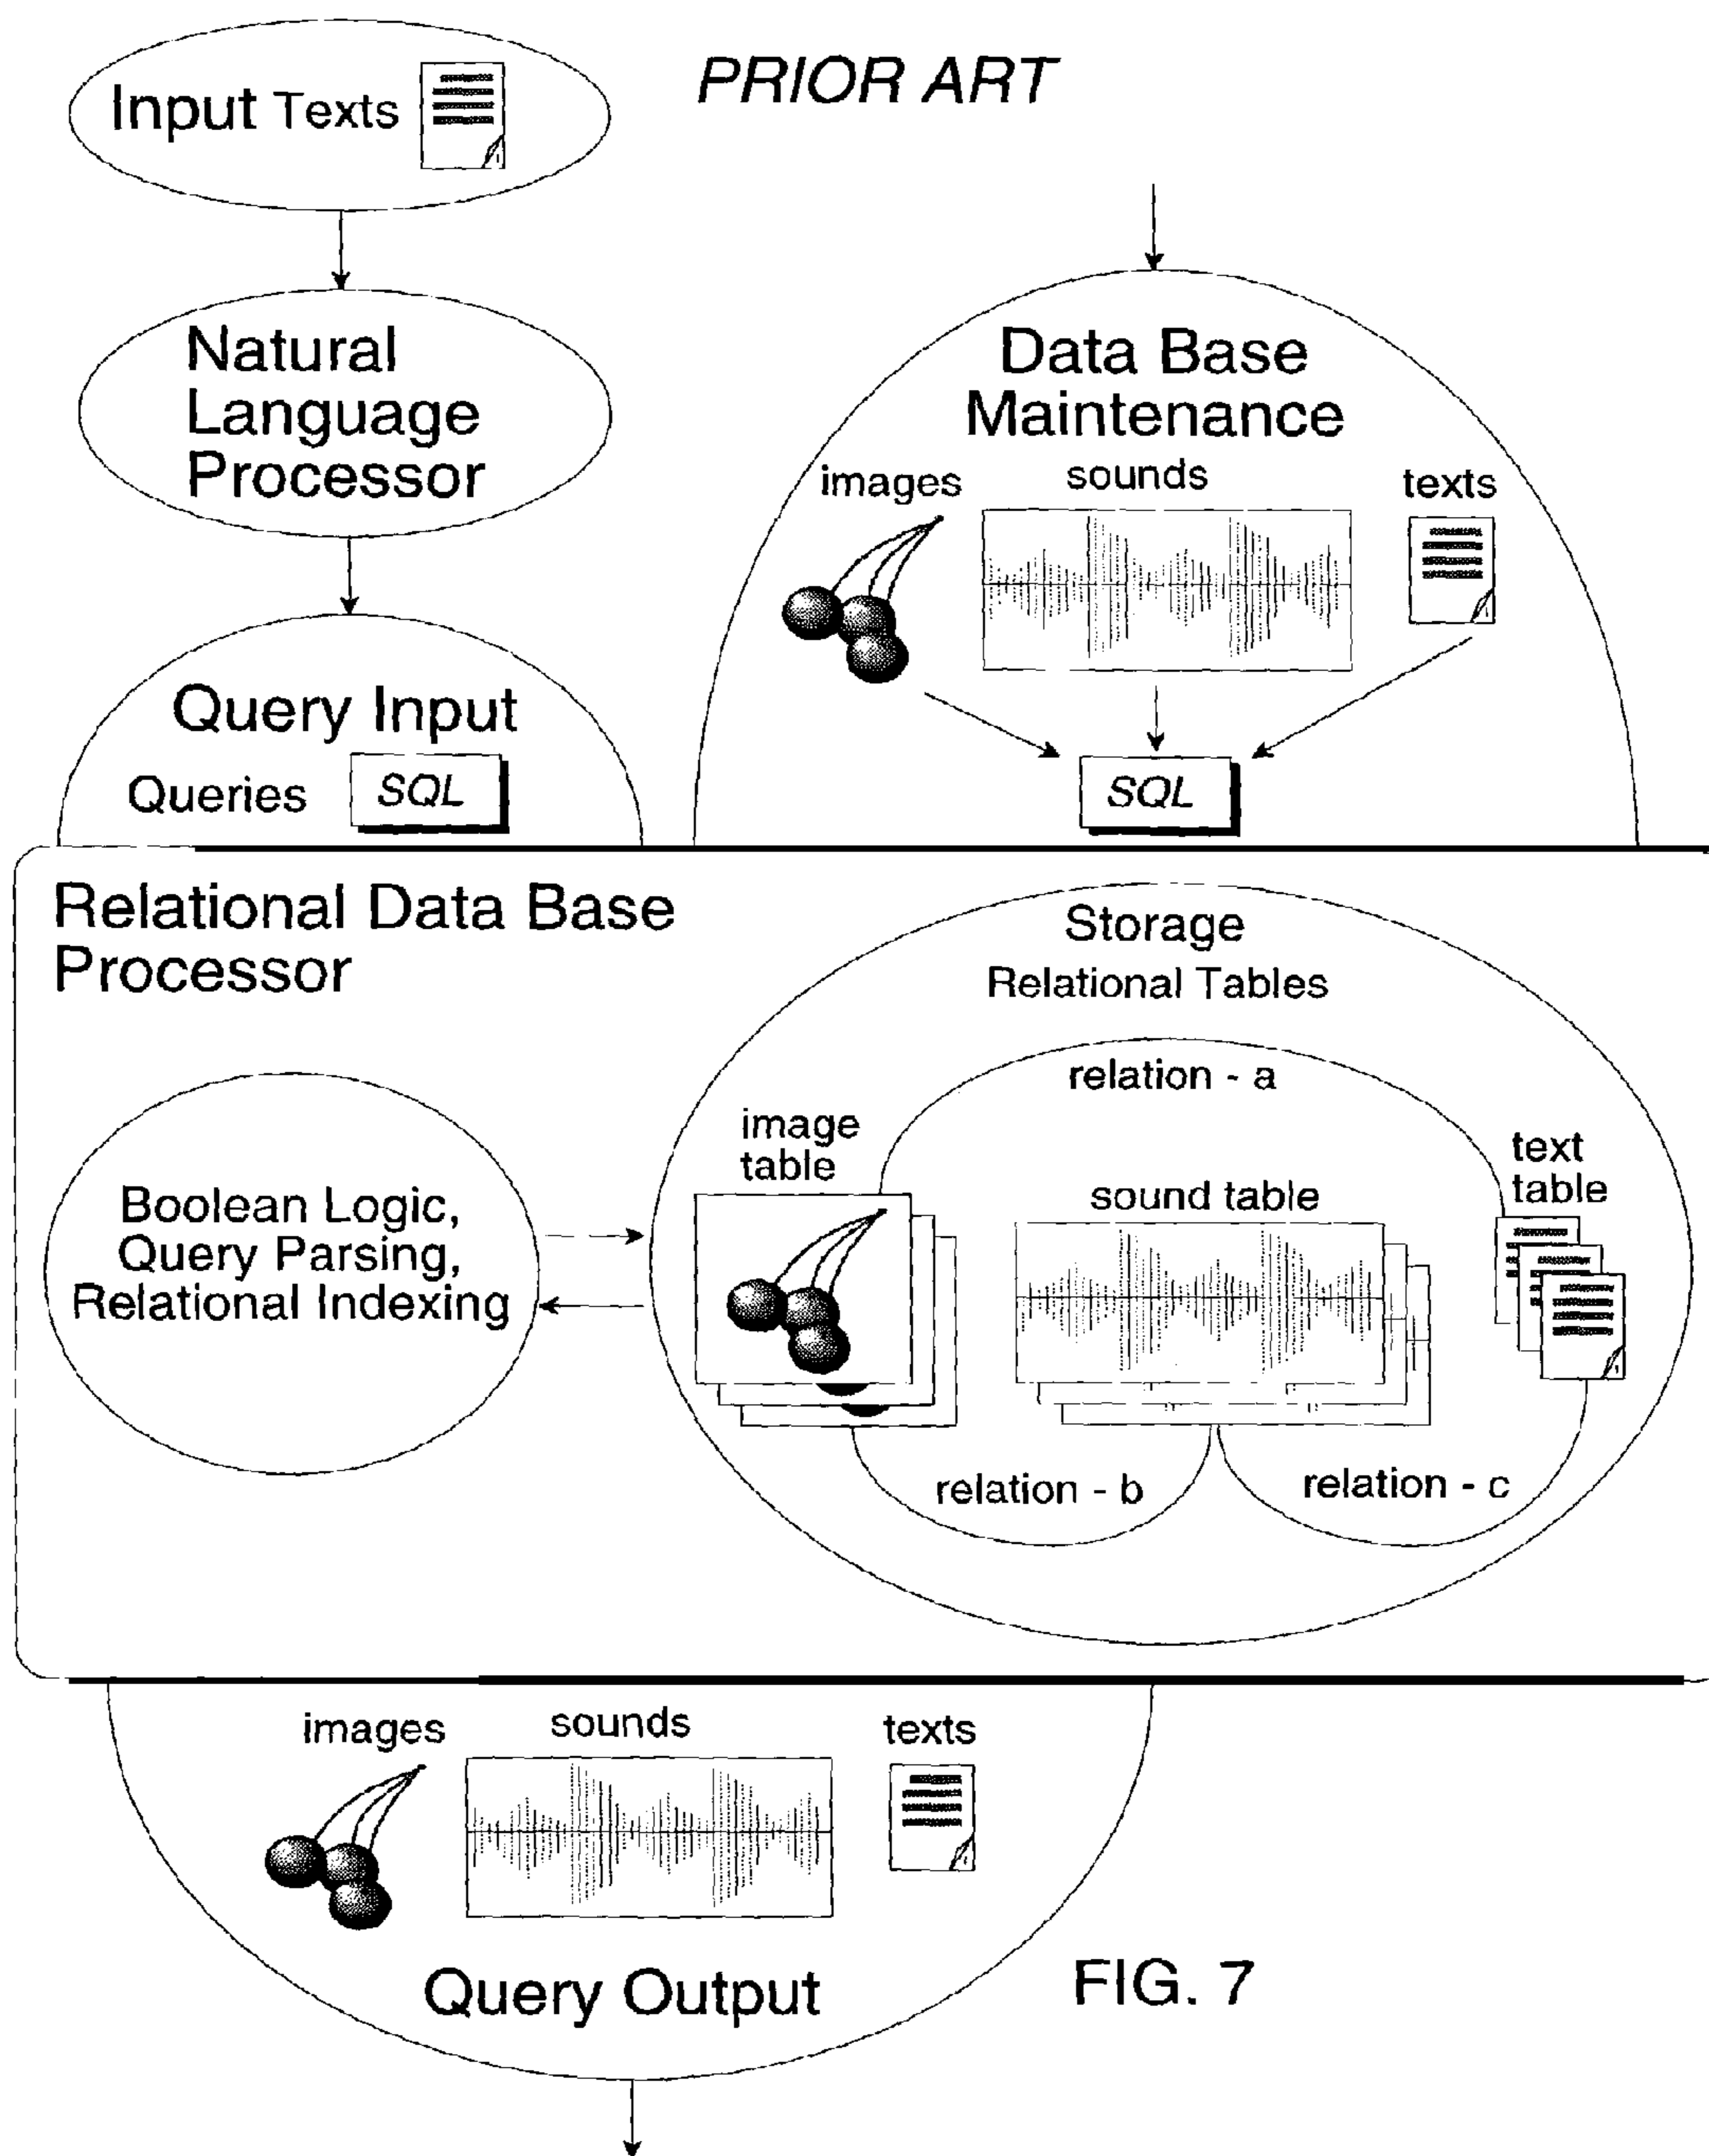 PRIOR ART
Input Texts
Natural
Language
Processor
Query Input
Queries SQL
Data Base
Maintenance
images sounds texts
SQL
Relational Data Base
Processor
Boolean Logic,
Query Parsing,
Relational Indexing
Storage
Relational Tables
relation - a
image
table
sound table
text
table
relation - b
relation - c
images sounds texts
Query Output
FIG. 7